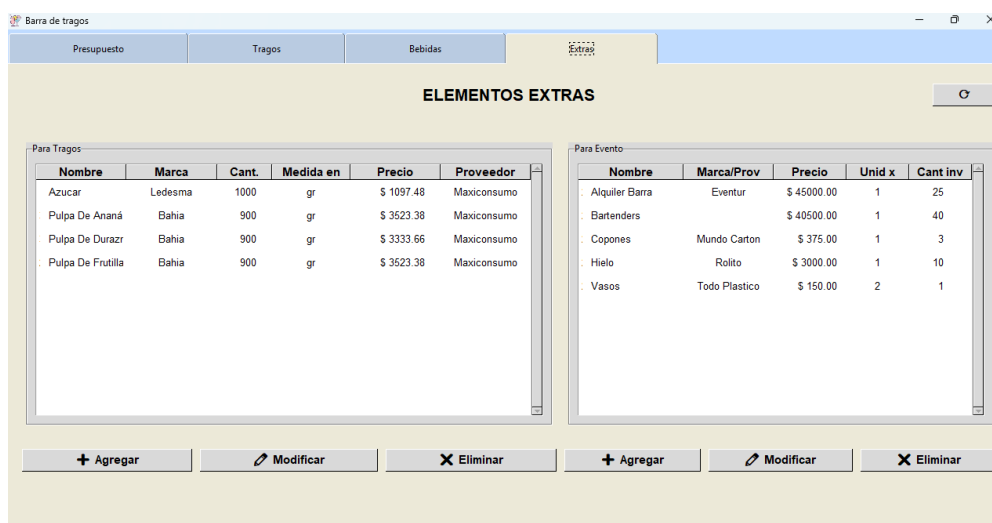 Barra de tragos
Presupuesto Tragos Bebidas Extras
ELEMENTOS EXTRAS
Para Tragos
Nombre Marca Cant. Medida en Precio Proveedor
Azucar Ledesma 1000 gr $ 1097.48 Maxiconsumo
Pulpa De Ananá Bahia 900 gr $ 3523.38 Maxiconsumo
Pulpa De Durazr Bahia 900 gr $ 3333.66 Maxiconsumo
Pulpa De Frutilla Bahia 900 gr $ 3523.38 Maxiconsumo
Para Evento
Nombre Marca/Prov Precio Unid x Cant inv
Alquiler Barra Eventur $ 45000.00 1 25
Bartenders $ 40500.00 1 40
Copones Mundo Carton $ 375.00 1 3
Hielo Rolito $ 3000.00 1 10
Vasos Todo Plastico $ 150.00 2 1
Agregar Modificar Eliminar Agregar Modificar Eliminar